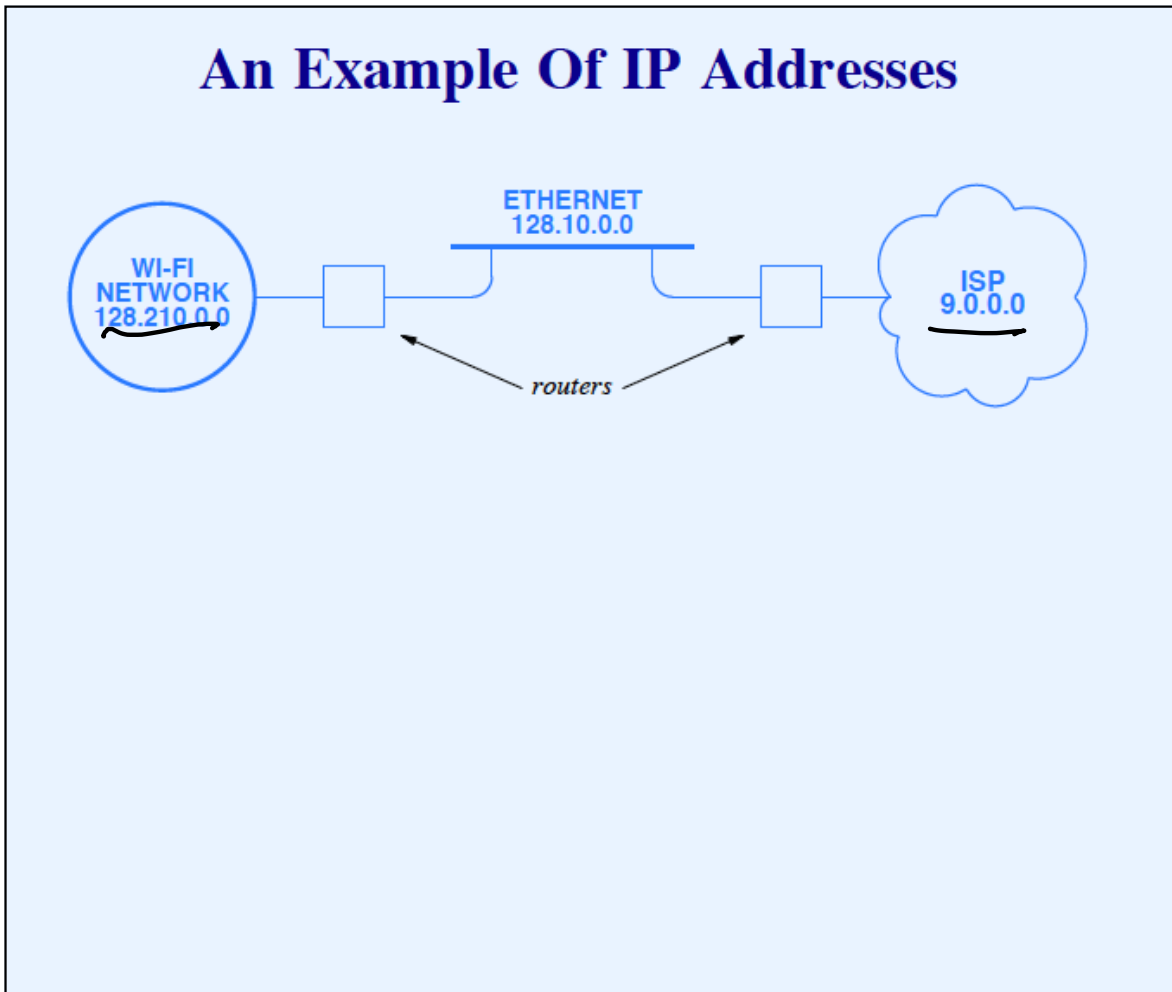 An Example Of IP Addresses
ETHERNET
128.10.0.0
WI-FI
NETWORK
128.210.0.0
ISP
9.0.0.0
routers